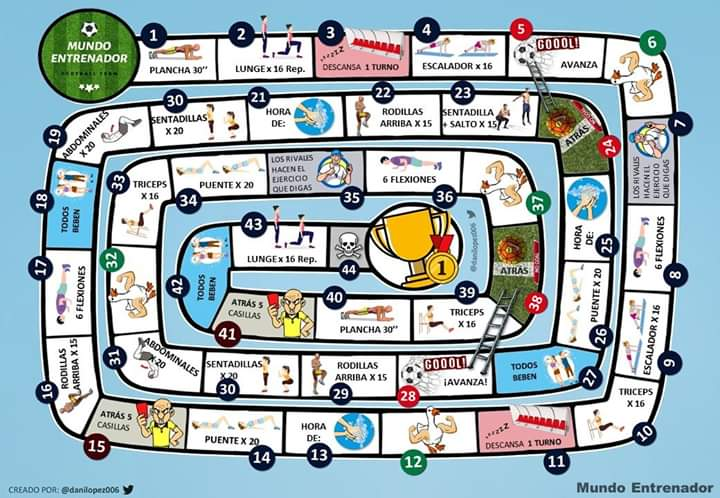 MUNDO
ENTRENADOR
FOOTBALL TEAM
1
PLANCHA 30''
2
LUNGE x 16 Rep.
3
zzzZZ
DESCANSA 1 TURNO
4
ESCALADOR x 16
5
GOOOL!
AVANZA
6
7
LOS RIVALES
HACEN EL
EJERCICIO
QUE DIGAS
8
6 FLEXIONES
9
ESCALADOR X 16
10
TRICEPS
X 16
11
DESCANSA 1 TURNO
12
13
HORA
DE:
14
PUENTE X 20
15
ATRÁS 5
CASILLAS
16
RODILLAS
ARRIBA X 15
17
6 FLEXIONES
18
TODOS
BEBEN
19
ABDOMINALES
X 20
30
SENTADILLAS
X 20
21
HORA
DE:
22
RODILLAS
ARRIBA X 15
23
SENTADILLA
+ SALTO X 15
24
ATRÁS
25
HORA
DE:
26
PUENTE X 20
27
TODOS
BEBEN
28
GOOOL!
¡AVANZA!
29
RODILLAS
ARRIBA X 15
30
SENTADILLAS
X 20
31
ABDOMINALES
X 20
32
33
TRICEPS
X 16
34
PUENTE X 20
35
LOS RIVALES
HACEN EL
EJERCICIO
QUE DIGAS
36
6 FLEXIONES
37
38
ATRÁS
39
TRICEPS
X 16
40
PLANCHA 30''
41
ATRÁS 5
CASILLAS
42
TODOS
BEBEN
43
LUNGE x 16 Rep.
44
1
@danilopez006
CREADO POR: @danilopez006
Mundo Entrenador